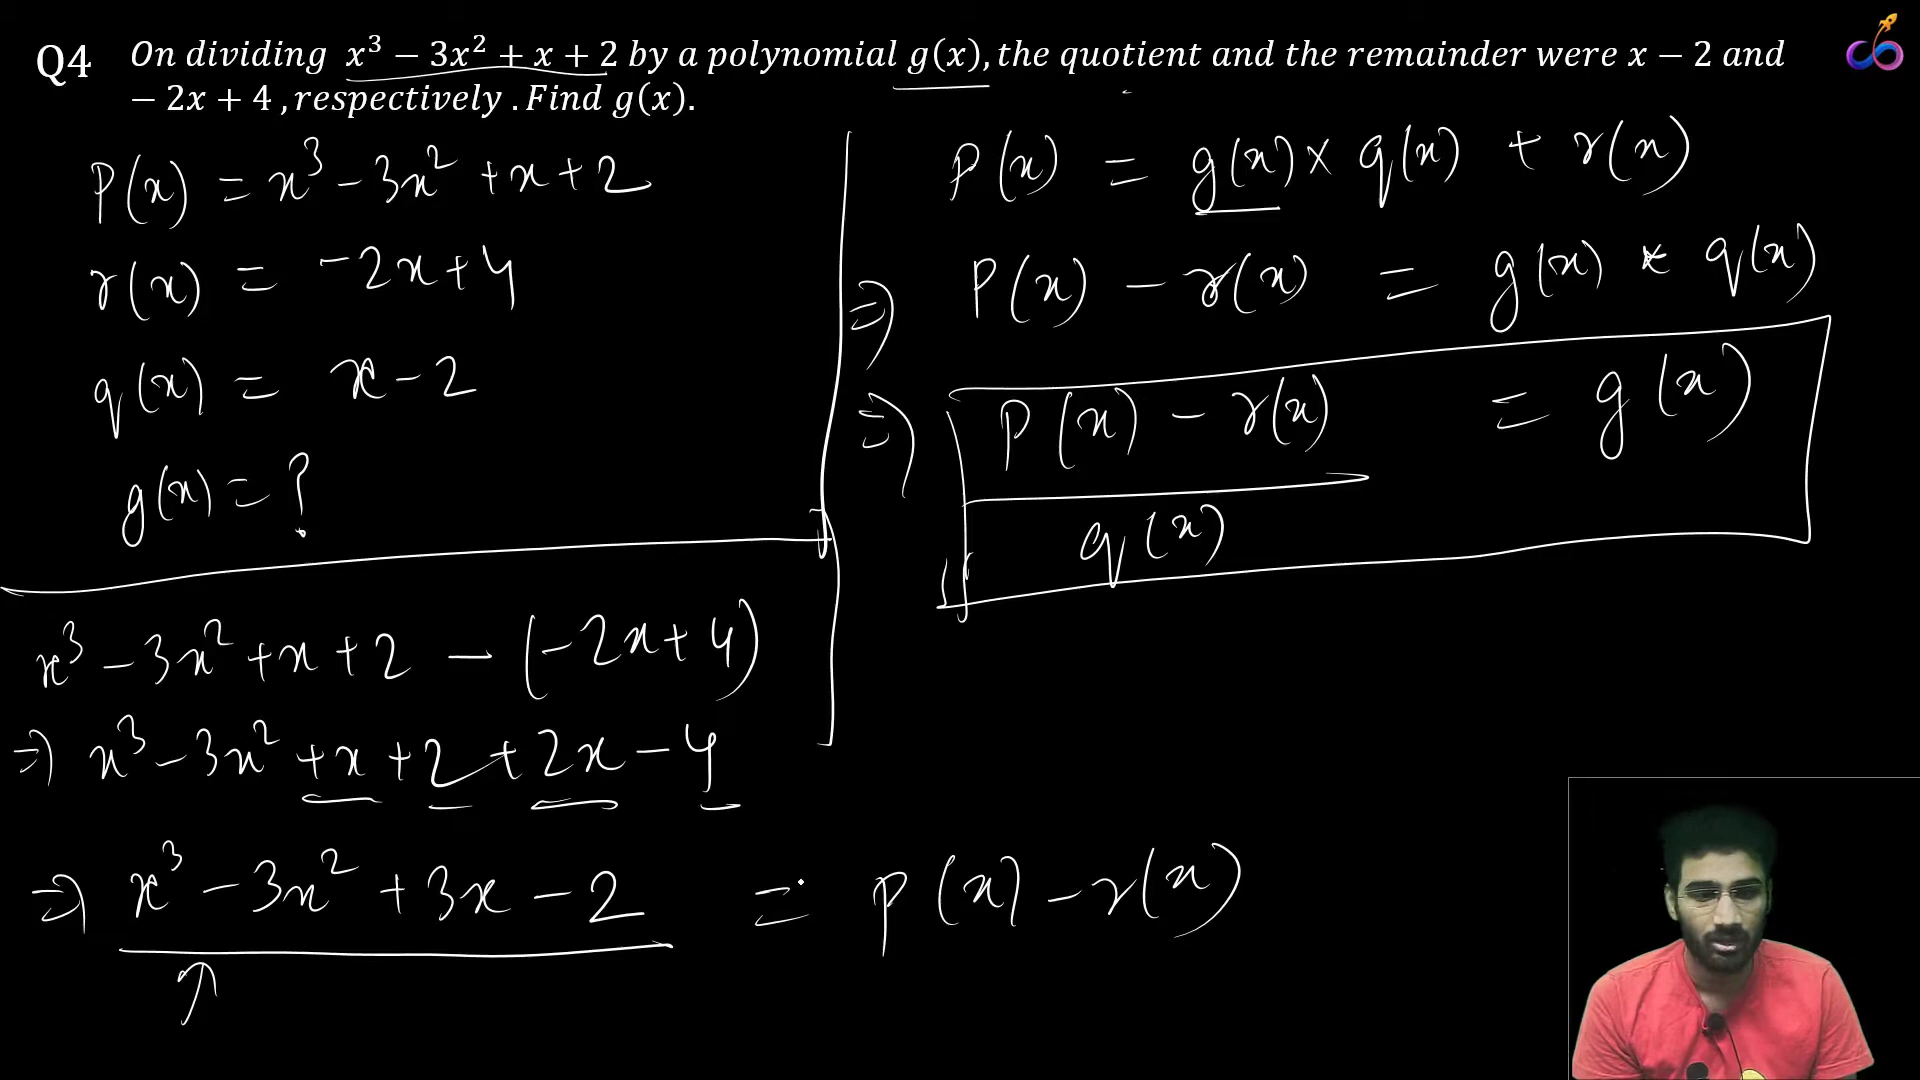 Q4 On dividing x³ − 3x² + x + 2 by a polynomial g(x), the quotient and the remainder were x − 2 and
− 2x + 4 , respectively . Find g(x).
P(x) = x³ − 3x² + x + 2
r(x) = −2x + 4
q(x) = x − 2
g(x) = ?
x³ − 3x² + x + 2 − (−2x + 4)
⇒ x³ − 3x² + x + 2 + 2x − 4
⇒ x³ − 3x² + 3x − 2 = P(x) − r(x)
P(x) = g(x) × q(x) + r(x)
⇒ P(x) − r(x) = g(x) * q(x)
⇒ P(x) − r(x) = g(x)
q(x)